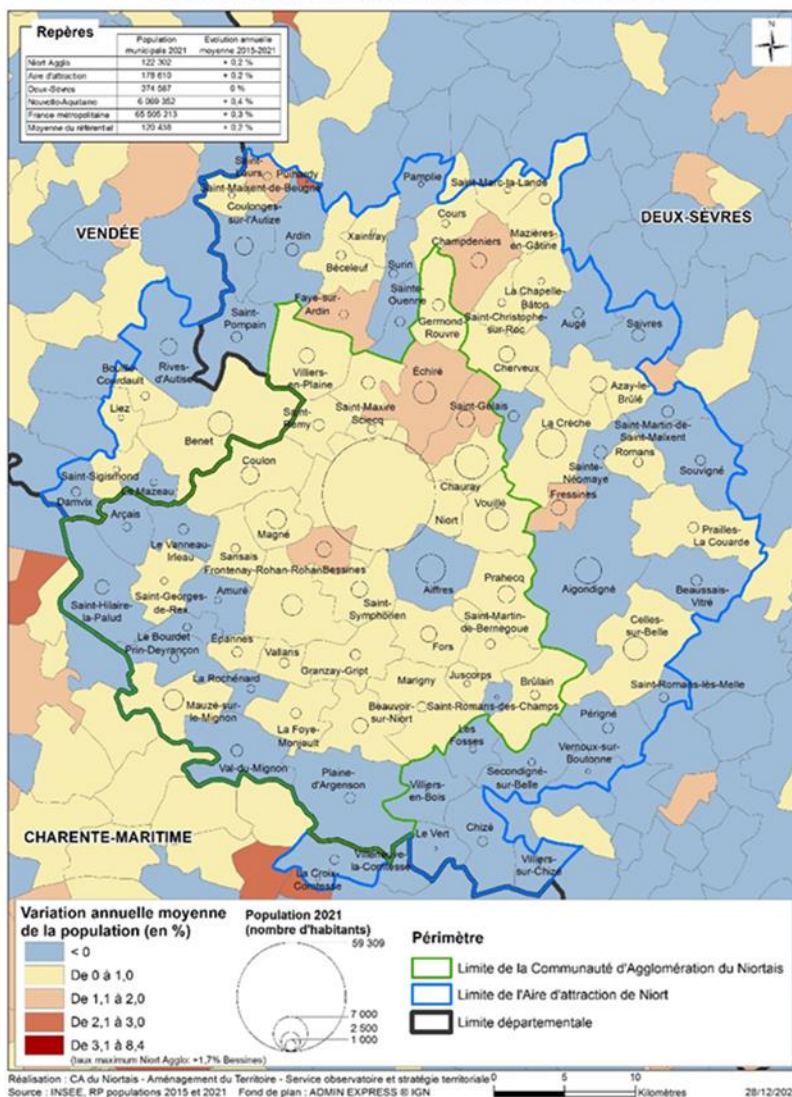 Repères
Population municipale 2021
Evolution annuelle moyenne 2015-2021
Niort Agglo 122 302 + 0,2 %
Aire d'attraction 178 610 + 0,2 %
Deux-Sèvres 374 587 0 %
Nouvelle-Aquitaine 6 069 352 + 0,4 %
France métropolitaine 65 505 213 + 0,3 %
Moyenne du référentiel 120 438 + 0,2 %
N
VENDÉE
DEUX-SÈVRES
Saint-Laurs
Puihardy
Pamplie
Saint-Maixent-de-Beugné
Saint-Marc-la-Lande
Coulonges-sur-l'Autize
Cours
Ardin
Xaintray
Champdeniers
Mazières-en-Gâtine
Béceleuf
Surin
Sainte-Ouenne
La Chapelle-Bâton
Faye-sur-Ardin
Germond-Rouvre
Saint-Christophe-sur-Roc
Augé
Saivres
Saint-Pompain
Rives-d'Autise
Villiers-en-Plaine
Échiré
Cherveux
Bouillé-Courdault
Azay-le-Brûlé
Liez
Saint-Maxire
Saint-Rémy
Sciecq
Saint-Gelais
La Crèche
Saint-Martin-de-Saint-Maixent
Benet
Romans
Coulon
Sainte-Néomaye
Souvigné
Saint-Sigismond
Le Mazeau
Chauray
Damvix
Vouillé
Fressines
Arçais
Niort
Magné
Prailles-La Couarde
Le Vanneau-Irleau
Sansais
Frontenay-Rohan-Rohan
Bessines
Aiffres
Prahecq
Aigondigné
Beaussais-Vitré
Saint-Georges-de-Rex
Amuré
Saint-Hilaire-la-Palud
Saint-Symphorien
Saint-Martin-de-Bernegoue
Celles-sur-Belle
Le Bourdet
Épannes
Fors
Prin-Deyrançon
Vallans
Granzay-Gript
La Rochénard
Marigny
Juscorps
Brûlain
Saint-Romans-lès-Melle
Mauzé-sur-le-Mignon
Beauvoir-sur-Niort
Saint-Romans-des-Champs
La Foye-Monjault
Périgné
Les Fosses
Vernoux-sur-Boutonne
Val-du-Mignon
Plaine-d'Argenson
Secondigné-sur-Belle
Villiers-en-Bois
CHARENTE-MARITIME
Le Vert
Chizé
Villeneuve-la-Comtesse
Villiers-sur-Chizé
La Croix-Comtesse
Variation annuelle moyenne
de la population (en %)
< 0
De 0 à 1,0
De 1,1 à 2,0
De 2,1 à 3,0
De 3,1 à 8,4
(taux maximum Niort Agglo: +1,7% Bessines)
Population 2021
(nombre d'habitants)
59 309
7 000
2 500
1 000
Périmètre
Limite de la Communauté d'Agglomération du Niortais
Limite de l'Aire d'attraction de Niort
Limite départementale
Réalisation : CA du Niortais - Aménagement du Territoire - Service observatoire et stratégie territoriale
Source : INSEE, RP populations 2015 et 2021 Fond de plan : ADMIN EXPRESS ® IGN
0 5 10
Kilomètres